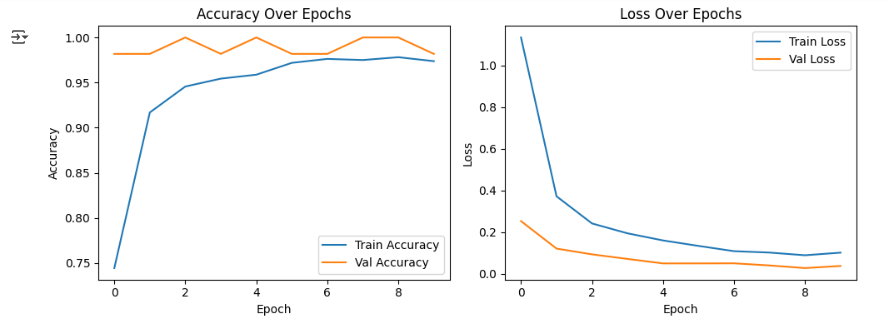 Accuracy Over Epochs
1.00
0.95
0.90
0.85
0.80
0.75
Accuracy
0 2 4 6 8
Epoch
Train Accuracy
Val Accuracy
Loss Over Epochs
1.0
0.8
0.6
0.4
0.2
0.0
Loss
0 2 4 6 8
Epoch
Train Loss
Val Loss